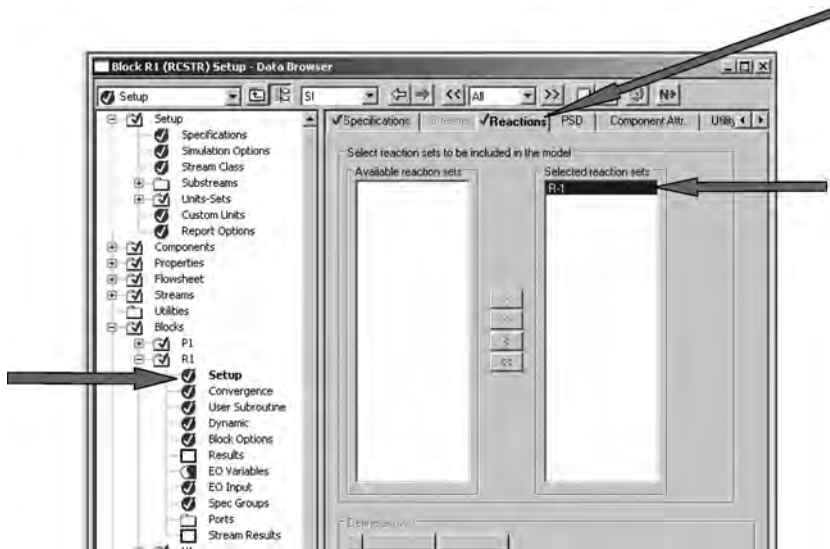 Block R1 (RCSTR) Setup - Data Browser
Setup
SI
All
N>
Setup
Specifications
Simulation Options
Stream Class
Substreams
Units-Sets
Custom Units
Report Options
Components
Properties
Flowsheet
Streams
Utilities
Blocks
P1
R1
Setup
Convergence
User Subroutine
Dynamic
Block Options
Results
EO Variables
EO Input
Spec Groups
Ports
Stream Results
Specifications Streams Reactions PSD Component Attr.
Select reaction sets to be included in the model
Available reaction sets
Selected reaction sets
R-1
>
>>
<
<<